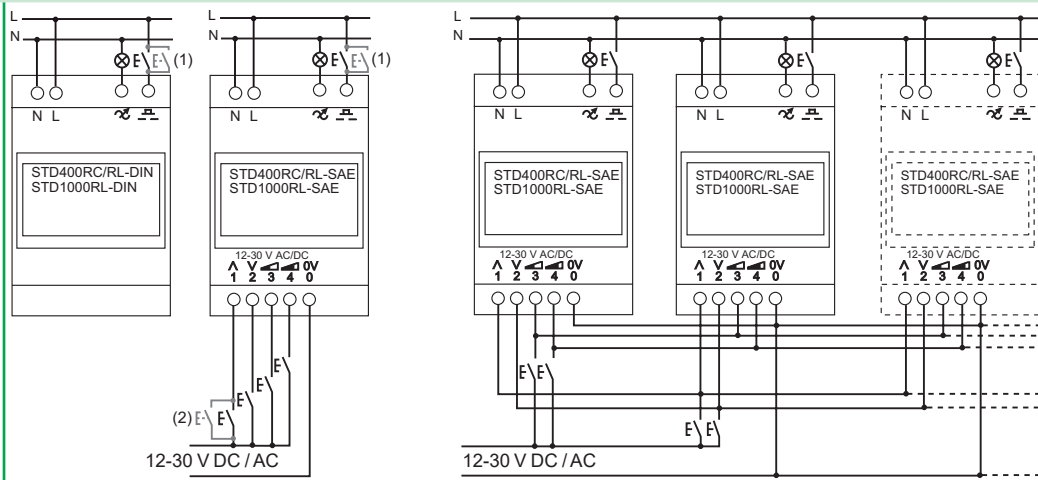 L
N
(1)
N L
STD400RC/RL-DIN
STD1000RL-DIN
L
N
(1)
N L
STD400RC/RL-SAE
STD1000RL-SAE
12-30 V AC/DC
0V
1 2 3 4 0
(2)
12-30 V DC / AC
L
N
N L
STD400RC/RL-SAE
STD1000RL-SAE
12-30 V AC/DC
0V
1 2 3 4 0
N L
STD400RC/RL-SAE
STD1000RL-SAE
12-30 V AC/DC
0V
1 2 3 4 0
N L
STD400RC/RL-SAE
STD1000RL-SAE
12-30 V AC/DC
0V
1 2 3 4 0
12-30 V DC / AC